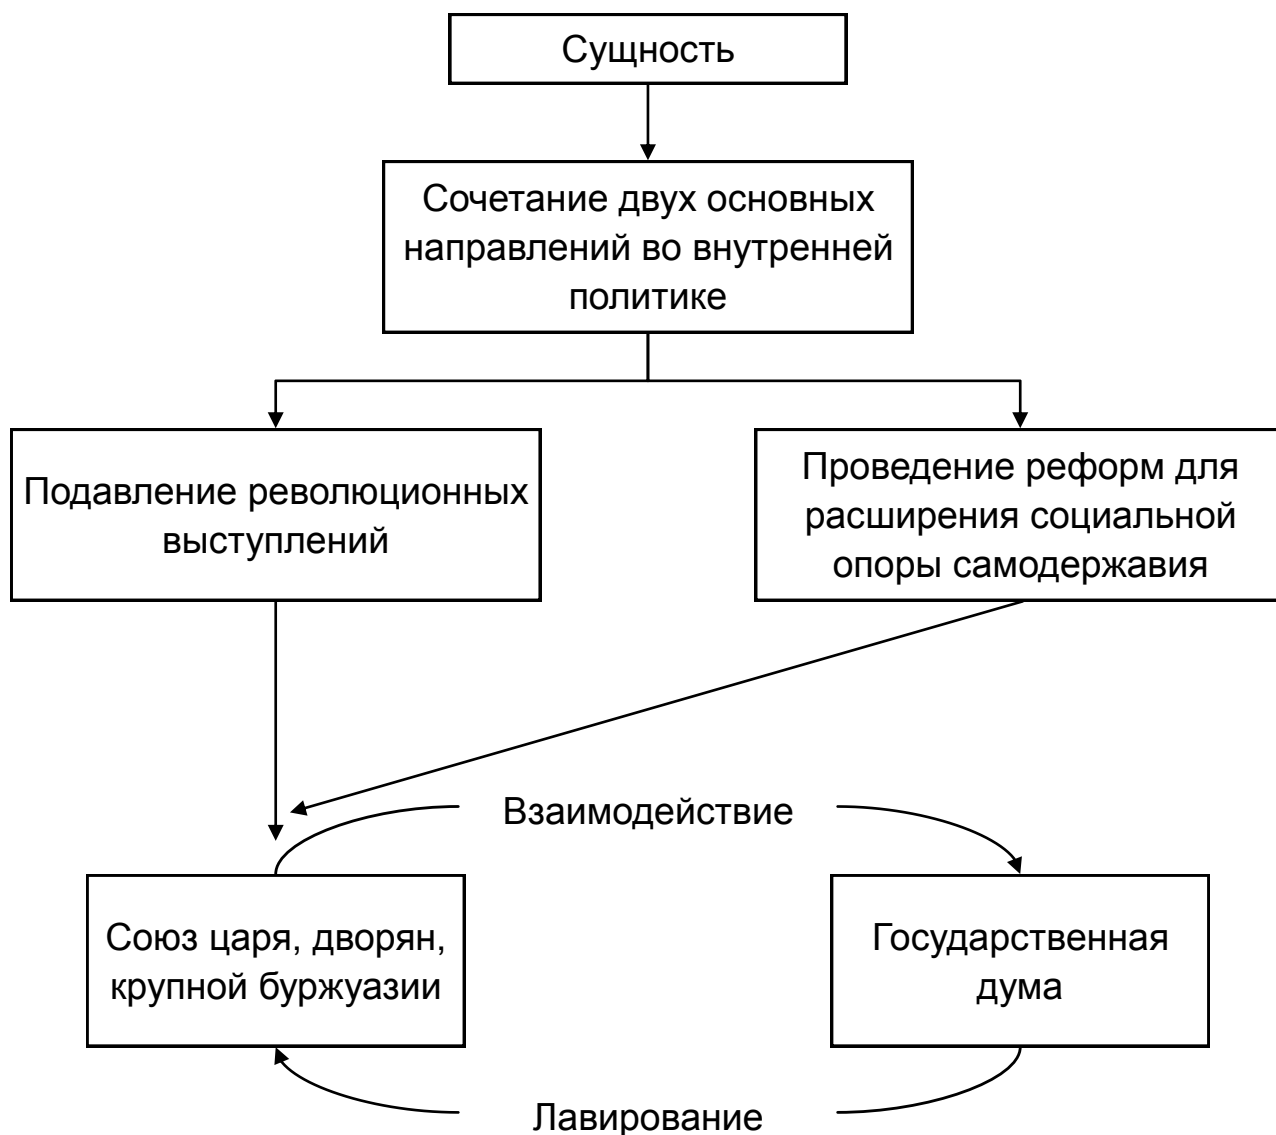 Сущность
Сочетание двух основных
направлений во внутренней
политике
Подавление революционных
выступлений
Проведение реформ для
расширения социальной
опоры самодержавия
Взаимодействие
Союз царя, дворян,
крупной буржуазии
Государственная
дума
Лавирование